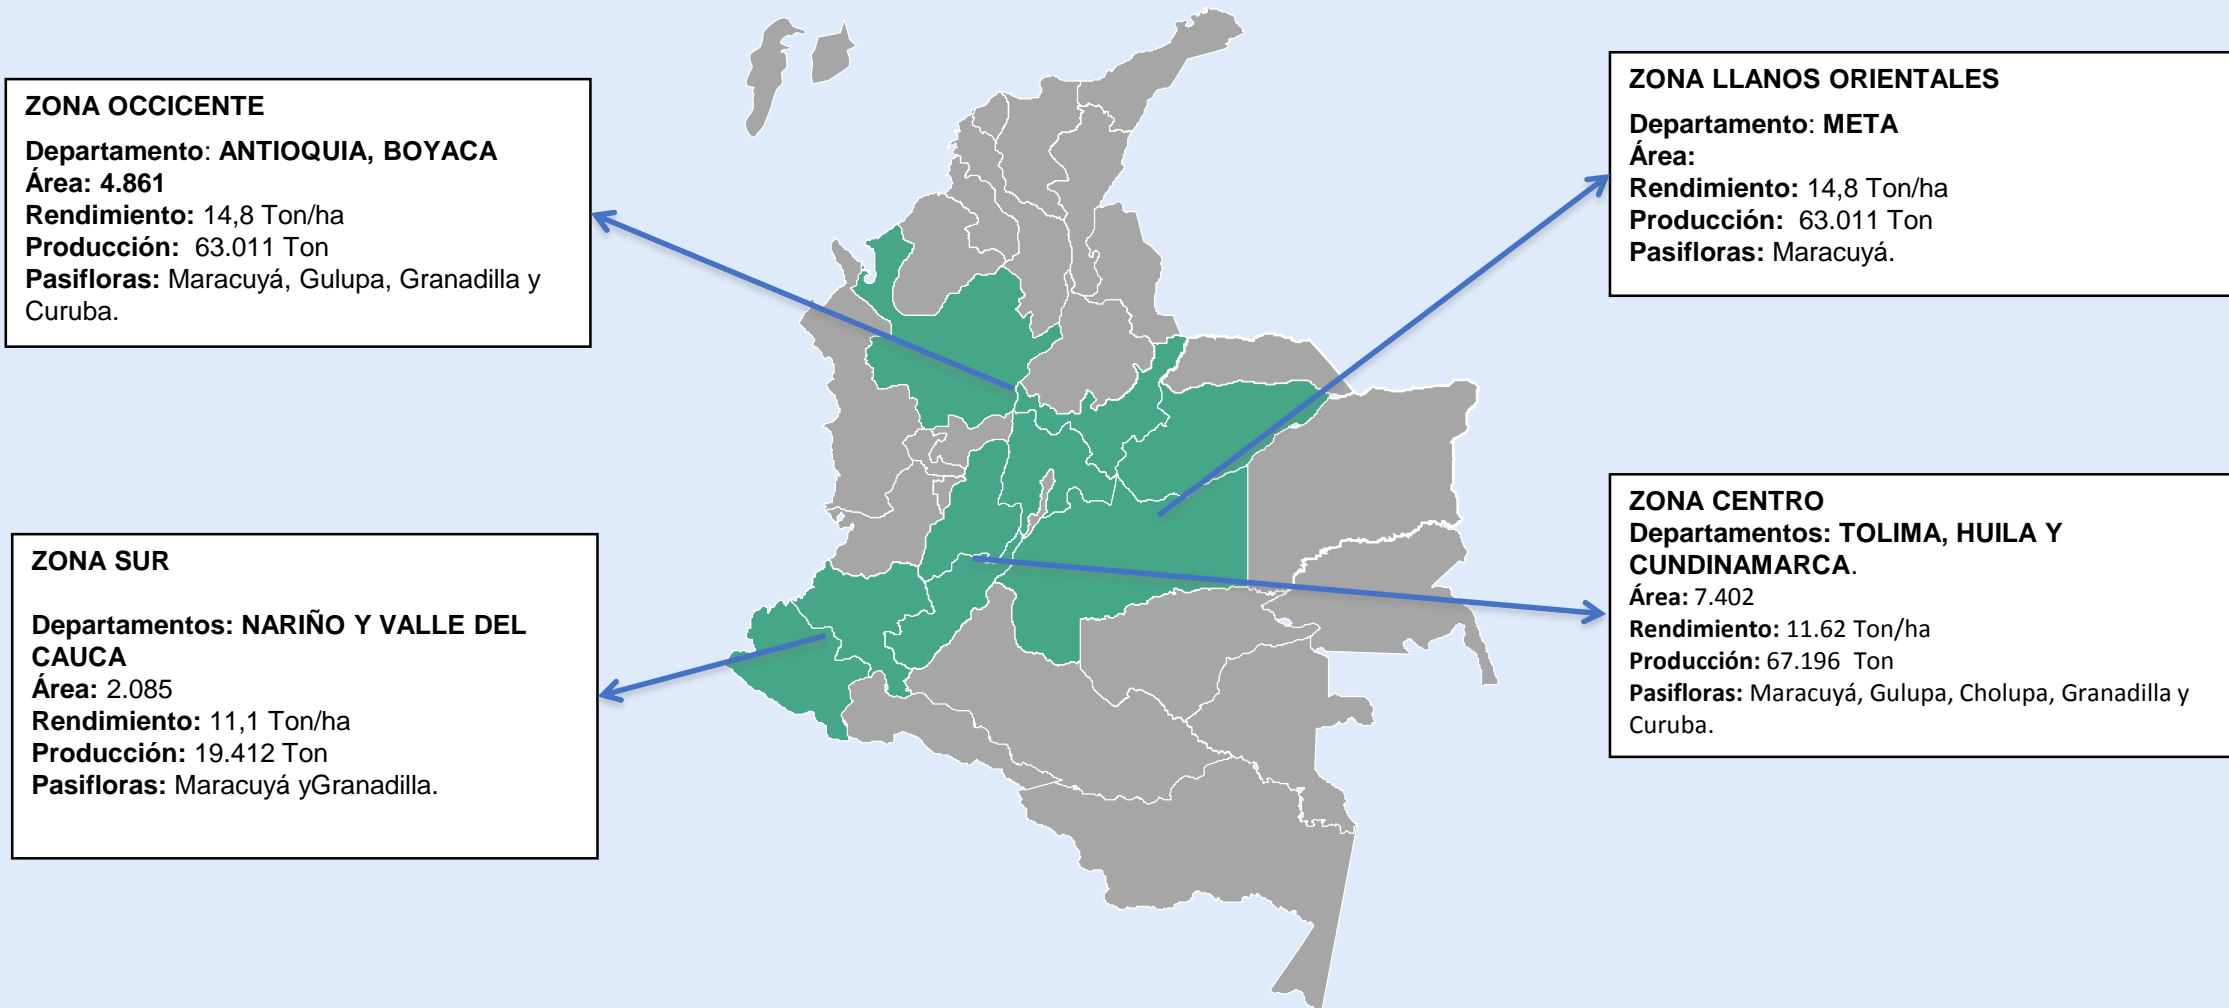 ZONA OCCICENTE
Departamento: ANTIOQUIA, BOYACA
Área: 4.861
Rendimiento: 14,8 Ton/ha
Producción: 63.011 Ton
Pasifloras: Maracuyá, Gulupa, Granadilla y
Curuba.
ZONA LLANOS ORIENTALES
Departamento: META
Área:
Rendimiento: 14,8 Ton/ha
Producción: 63.011 Ton
Pasifloras: Maracuyá.
ZONA SUR
Departamentos: NARIÑO Y VALLE DEL
CAUCA
Área: 2.085
Rendimiento: 11,1 Ton/ha
Producción: 19.412 Ton
Pasifloras: Maracuyá yGranadilla.
ZONA CENTRO
Departamentos: TOLIMA, HUILA Y
CUNDINAMARCA.
Área: 7.402
Rendimiento: 11.62 Ton/ha
Producción: 67.196 Ton
Pasifloras: Maracuyá, Gulupa, Cholupa, Granadilla y
Curuba.